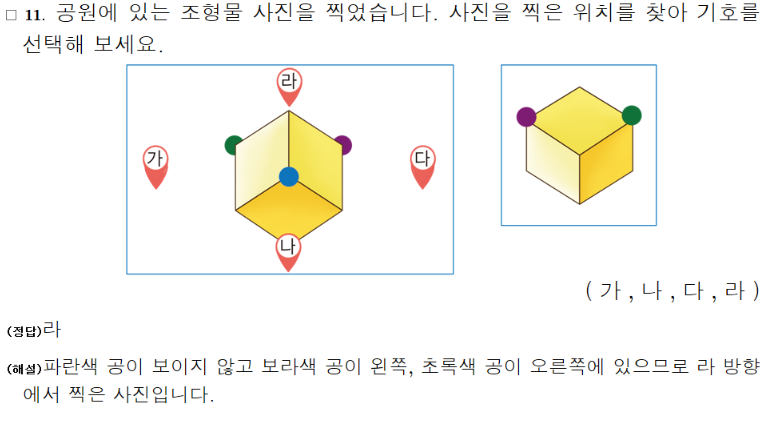 □ 11. 공원에 있는 조형물 사진을 찍었습니다. 사진을 찍은 위치를 찾아 기호를
선택해 보세요.
라
가
다
나
( 가 , 나 , 다 , 라 )
(정답)라
(해설)파란색 공이 보이지 않고 보라색 공이 왼쪽, 초록색 공이 오른쪽에 있으므로 라 방향
에서 찍은 사진입니다.